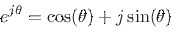 e^{jθ} = cos(θ) + j sin(θ)